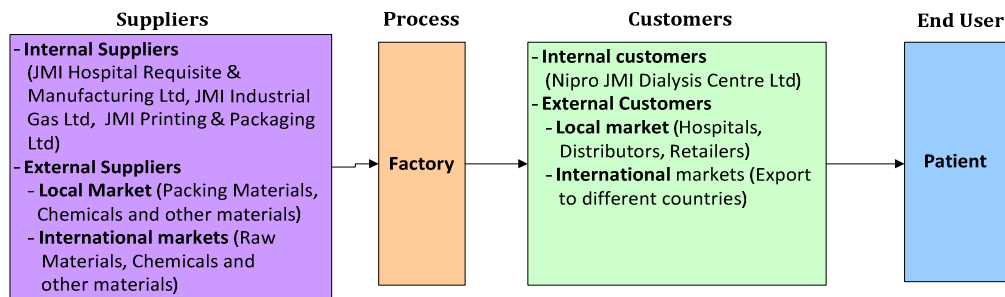 Suppliers
- Internal Suppliers
(JMI Hospital Requisite &
Manufacturing Ltd, JMI Industrial
Gas Ltd, JMI Printing & Packaging
Ltd)
- External Suppliers
- Local Market (Packing Materials,
Chemicals and other materials)
- International markets (Raw
Materials, Chemicals and
other materials)
Process
Factory
Customers
- Internal customers
(Nipro JMI Dialysis Centre Ltd)
- External Customers
- Local market (Hospitals,
Distributors, Retailers)
- International markets (Export
to different countries)
End User
Patient